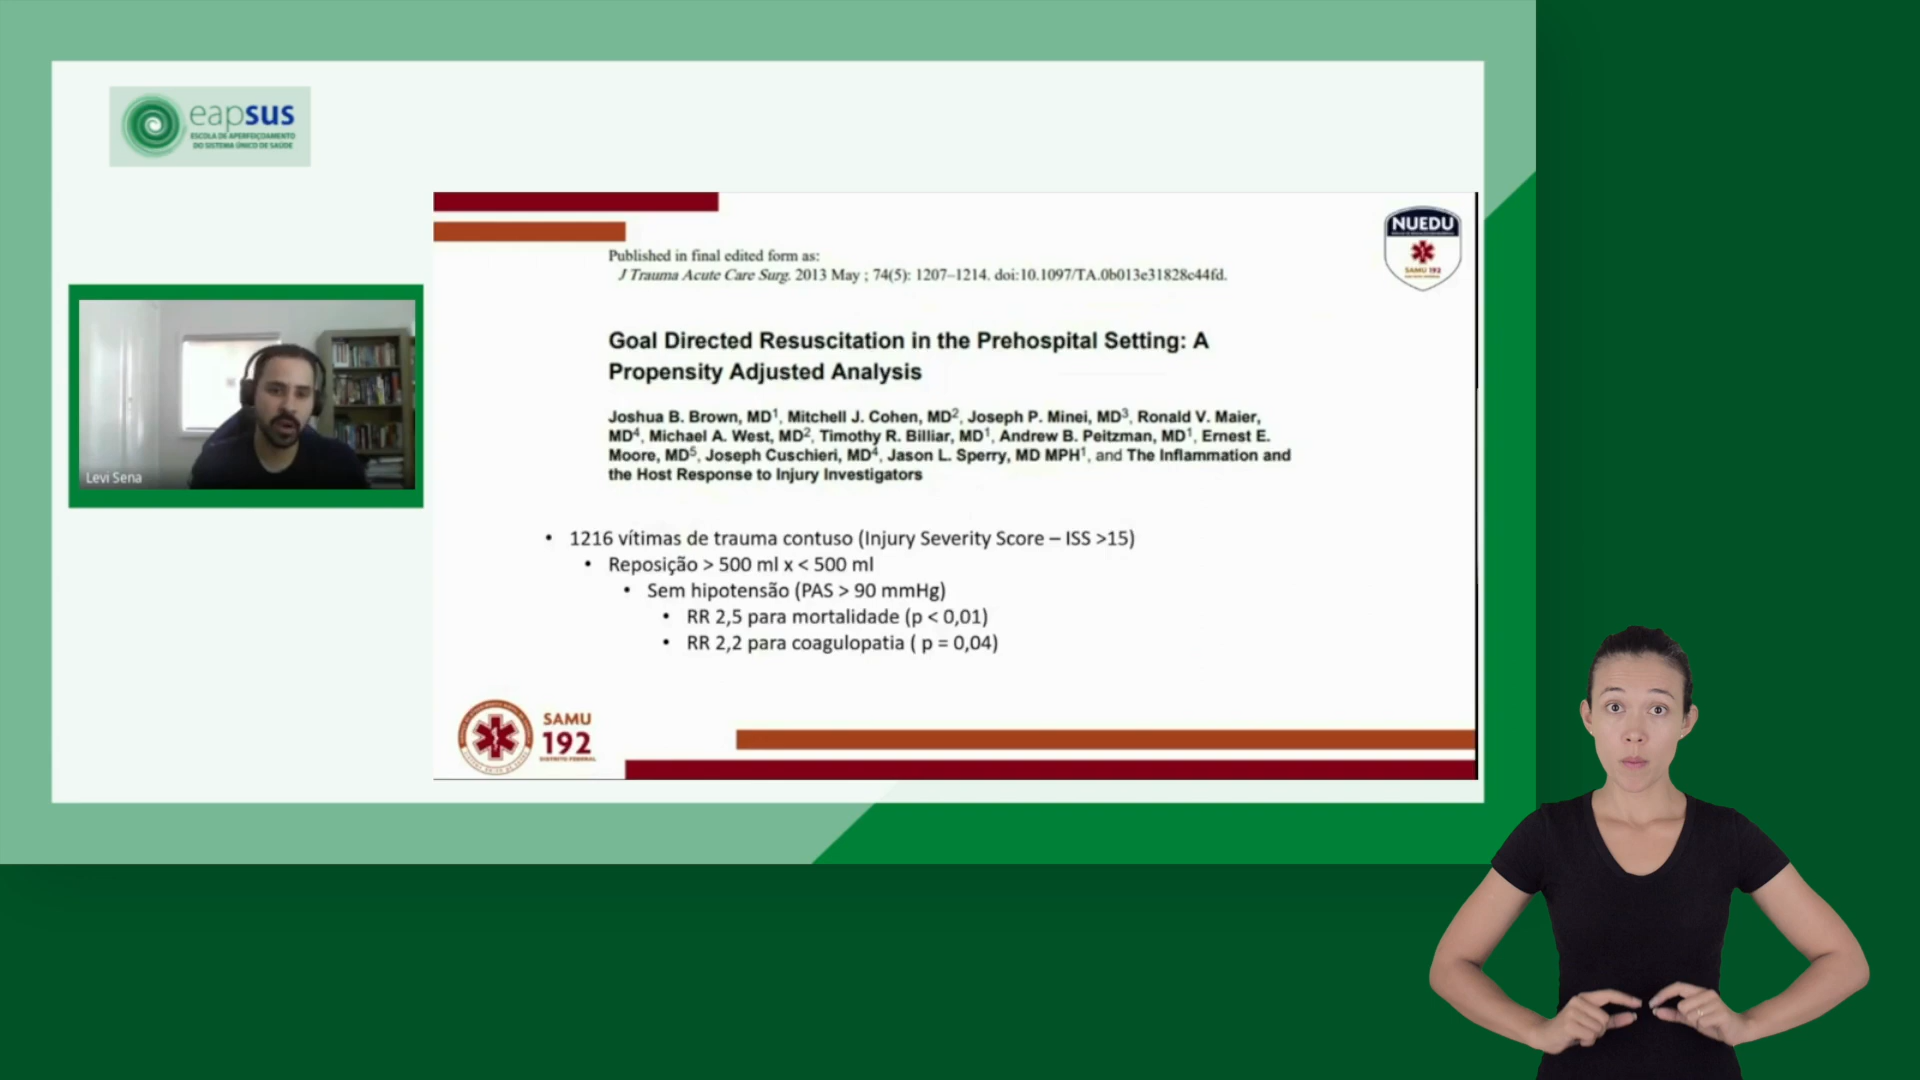 eapsus
ESCOLA DE APERFEIÇOAMENTO
DO SISTEMA ÚNICO DE SAÚDE
Levi Sena
NUEDU
SAMU 192
Published in final edited form as:
J Trauma Acute Care Surg. 2013 May ; 74(5): 1207–1214. doi:10.1097/TA.0b013e31828c44fd.
Goal Directed Resuscitation in the Prehospital Setting: A
Propensity Adjusted Analysis
Joshua B. Brown, MD1, Mitchell J. Cohen, MD2, Joseph P. Minei, MD3, Ronald V. Maier,
MD4, Michael A. West, MD2, Timothy R. Billiar, MD1, Andrew B. Peitzman, MD1, Ernest E.
Moore, MD5, Joseph Cuschieri, MD4, Jason L. Sperry, MD MPH1, and The Inflammation and
the Host Response to Injury Investigators
• 1216 vítimas de trauma contuso (Injury Severity Score – ISS >15)
• Reposição > 500 ml x < 500 ml
• Sem hipotensão (PAS > 90 mmHg)
• RR 2,5 para mortalidade (p < 0,01)
• RR 2,2 para coagulopatia ( p = 0,04)
SAMU
192
DISTRITO FEDERAL